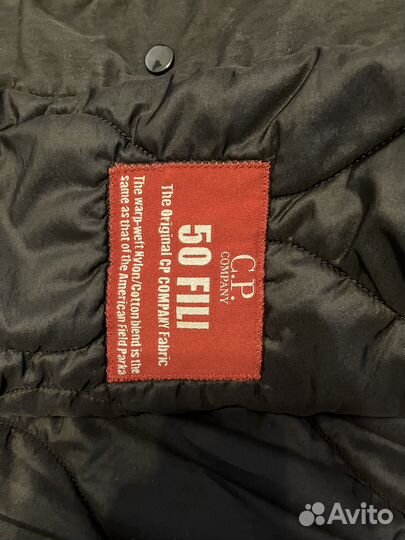 C.P.
COMPANY
50 FILI
The Original CP COMPANY Fabric
The warp-weft Nylon/Cotton blend is the
same as that of the American Field Parka
Avito